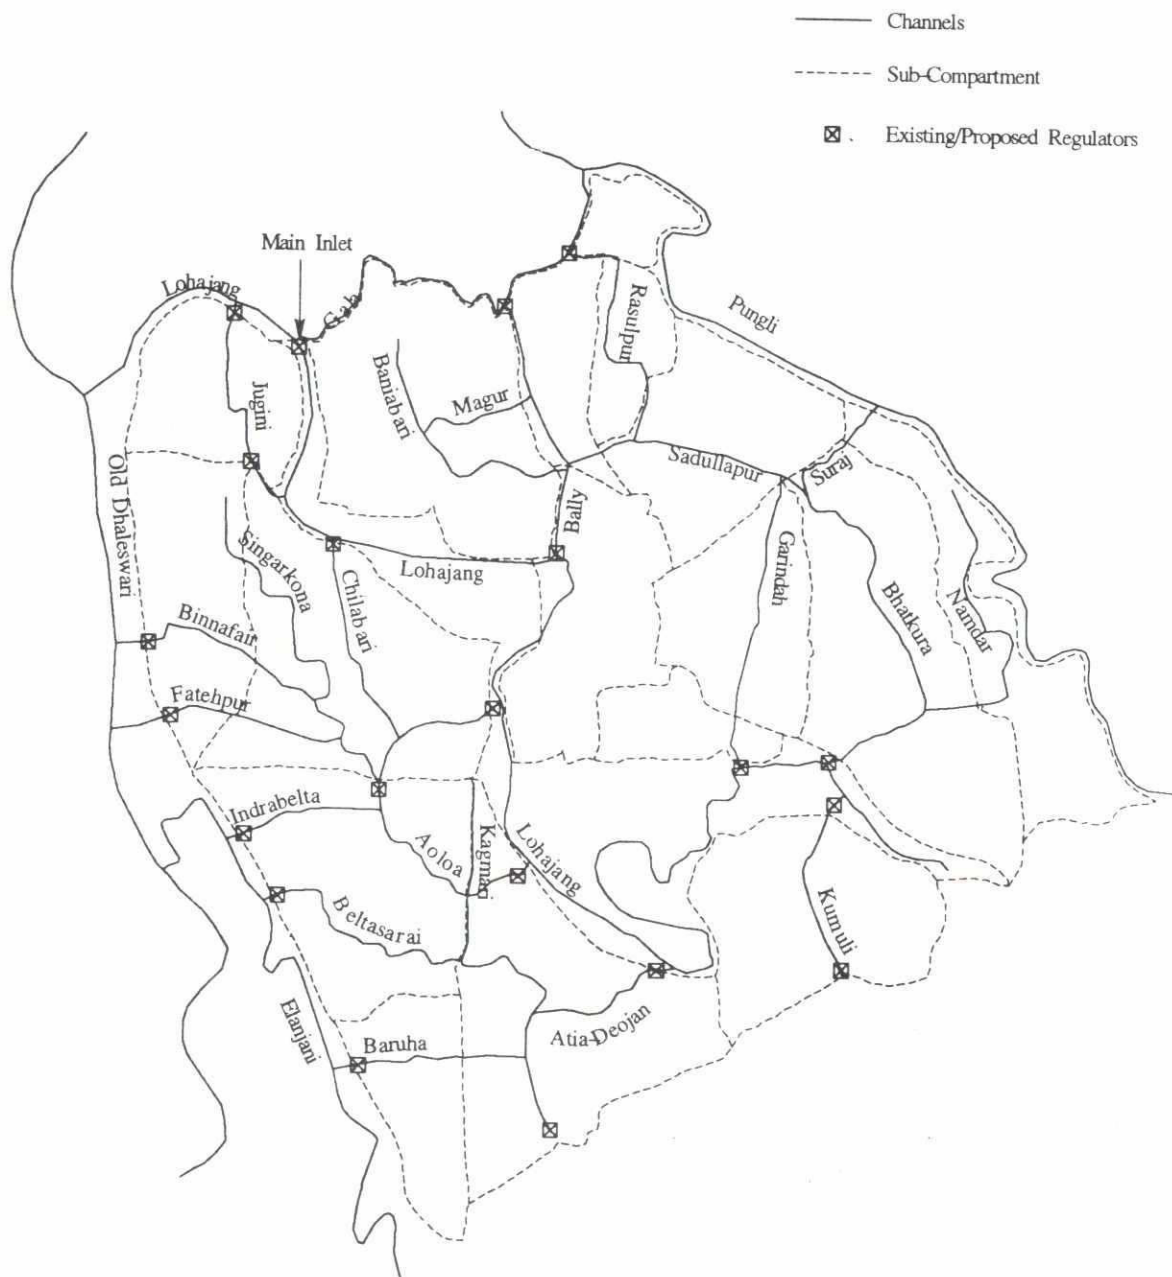 Channels
Sub-Compartment
Existing/Proposed Regulators
Main Inlet
Lohajang
Gab
Pungli
Rasulpur
Baniabari
Magur
Jugini
Sadullapur
Suraj
Old Dhaleswari
Bally
Singarkona
Lohajang
Chilabari
Garindah
Bhatkura
Namdar
Binnafair
Fatehpur
Indrabelta
Aoloa
Kagmari
Lohajang
Beltasarai
Kumuli
Elanjani
Baruha
Atia-Deojan